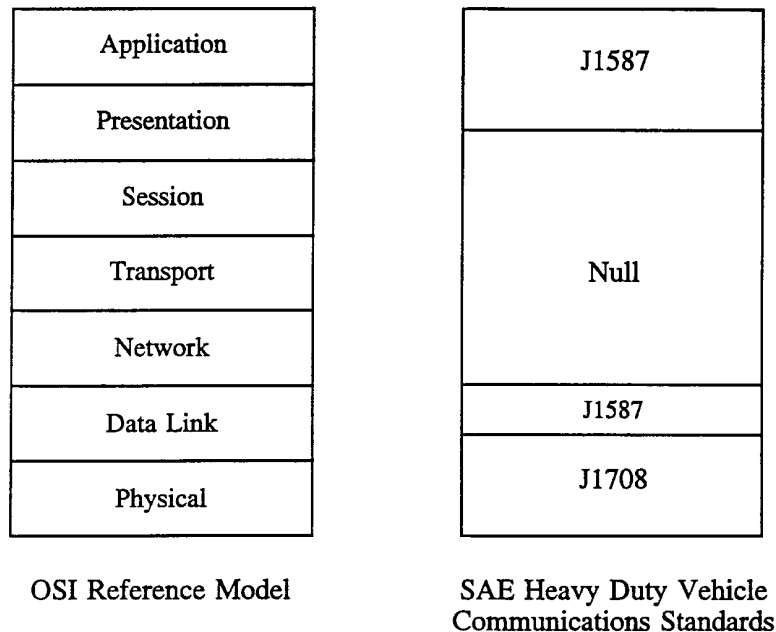 Application
Presentation
Session
Transport
Network
Data Link
Physical
OSI Reference Model
J1587
Null
J1587
J1708
SAE Heavy Duty Vehicle
Communications Standards